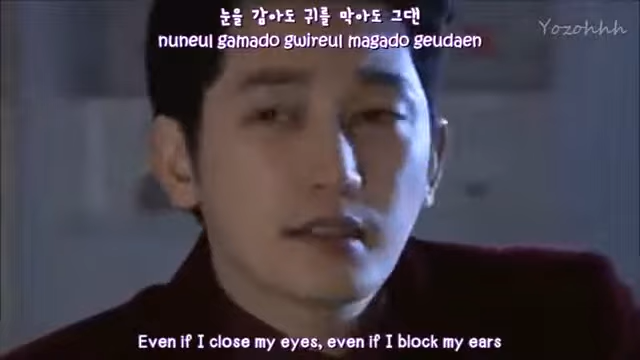 눈을 감아도 귀를 막아도 그댄
nuneul gamado gwireul magado geudaen
Yozohhh
Even if I close my eyes, even if I block my ears